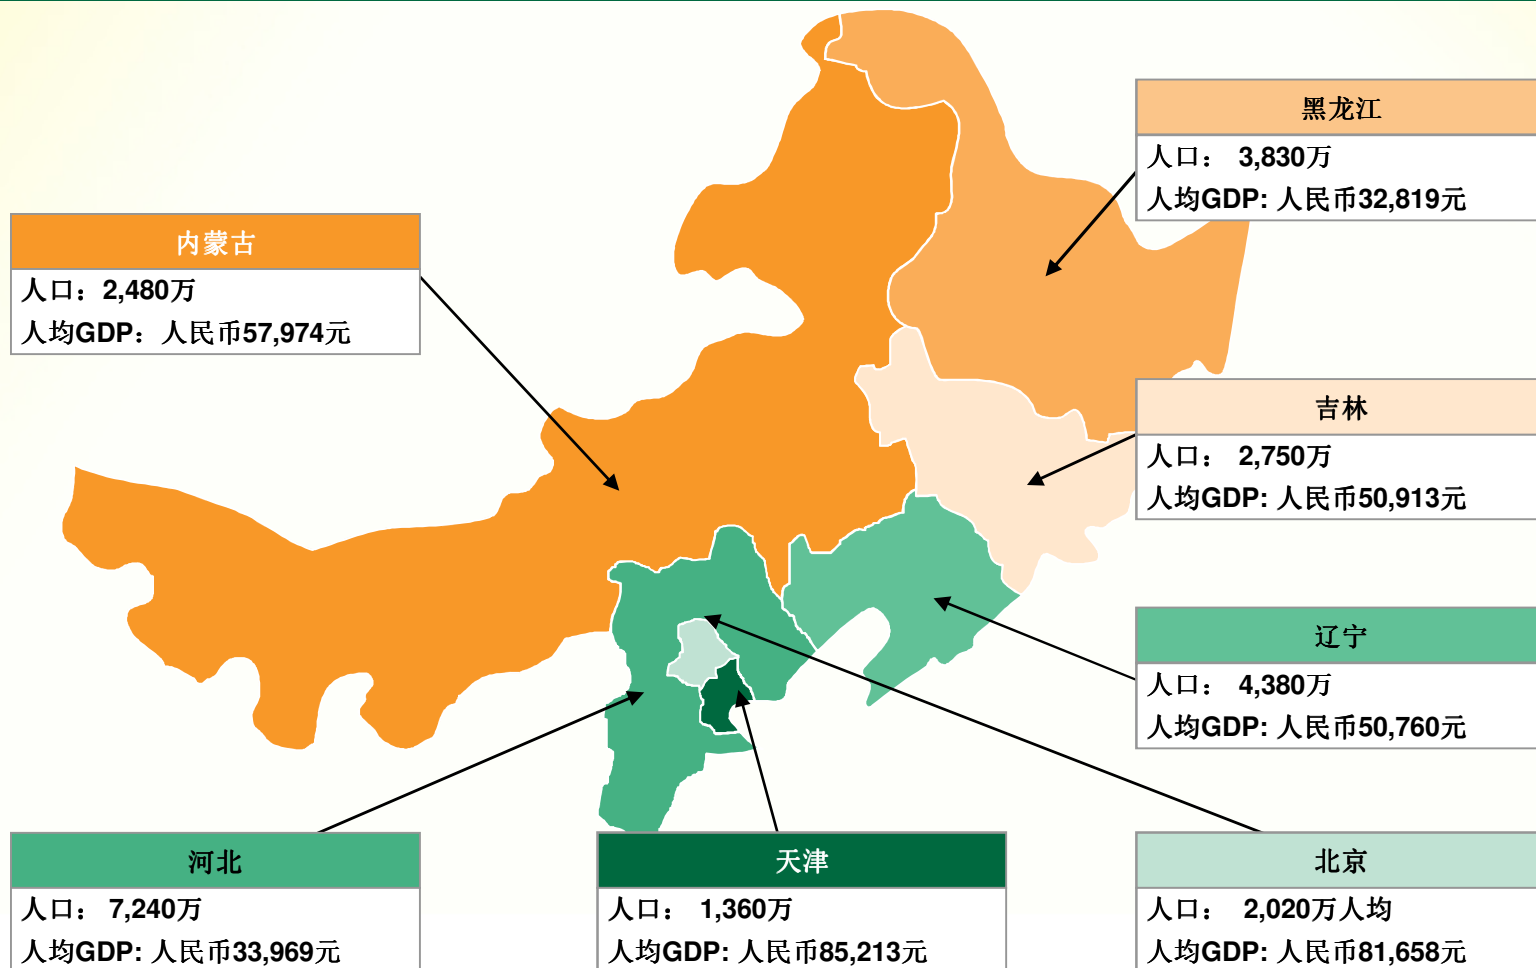 黑龙江
人口： 3,830万
人均GDP: 人民币32,819元
内蒙古
人口：2,480万
人均GDP：人民币57,974元
吉林
人口： 2,750万
人均GDP: 人民币50,913元
辽宁
人口： 4,380万
人均GDP: 人民币50,760元
河北
人口： 7,240万
人均GDP: 人民币33,969元
天津
人口： 1,360万
人均GDP: 人民币85,213元
北京
人口： 2,020万人均
人均GDP: 人民币81,658元